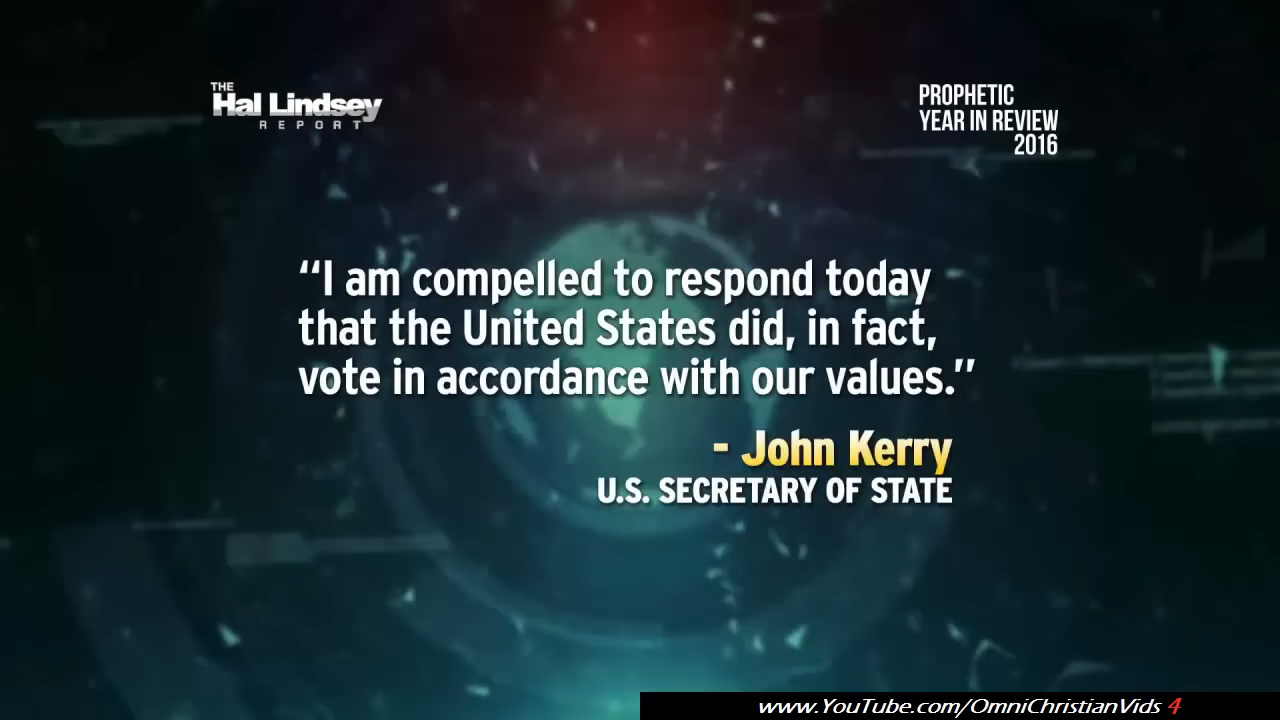 THE
Hal Lindsey
REPORT
PROPHETIC
YEAR IN REVIEW
2016
“I am compelled to respond today
that the United States did, in fact,
vote in accordance with our values.”
- John Kerry
U.S. SECRETARY OF STATE
www.YouTube.com/OmniChristianVids 4